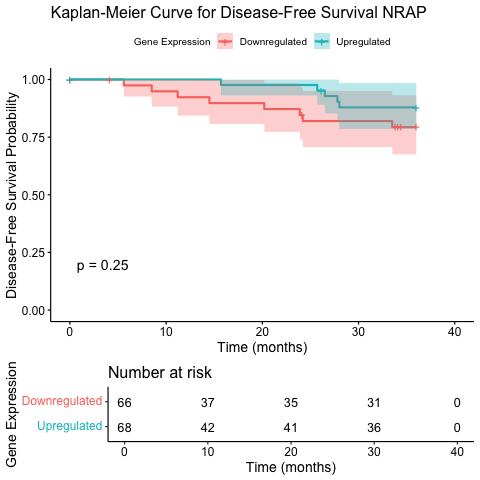 Kaplan-Meier Curve for Disease-Free Survival NRAP
Gene Expression Downregulated Upregulated
Disease-Free Survival Probability
1.00
0.75
0.50
0.25
0.00
p = 0.25
0 10 20 30 40
Time (months)
Number at risk
Gene Expression
Downregulated 66 37 35 31 0
Upregulated 68 42 41 36 0
0 10 20 30 40
Time (months)